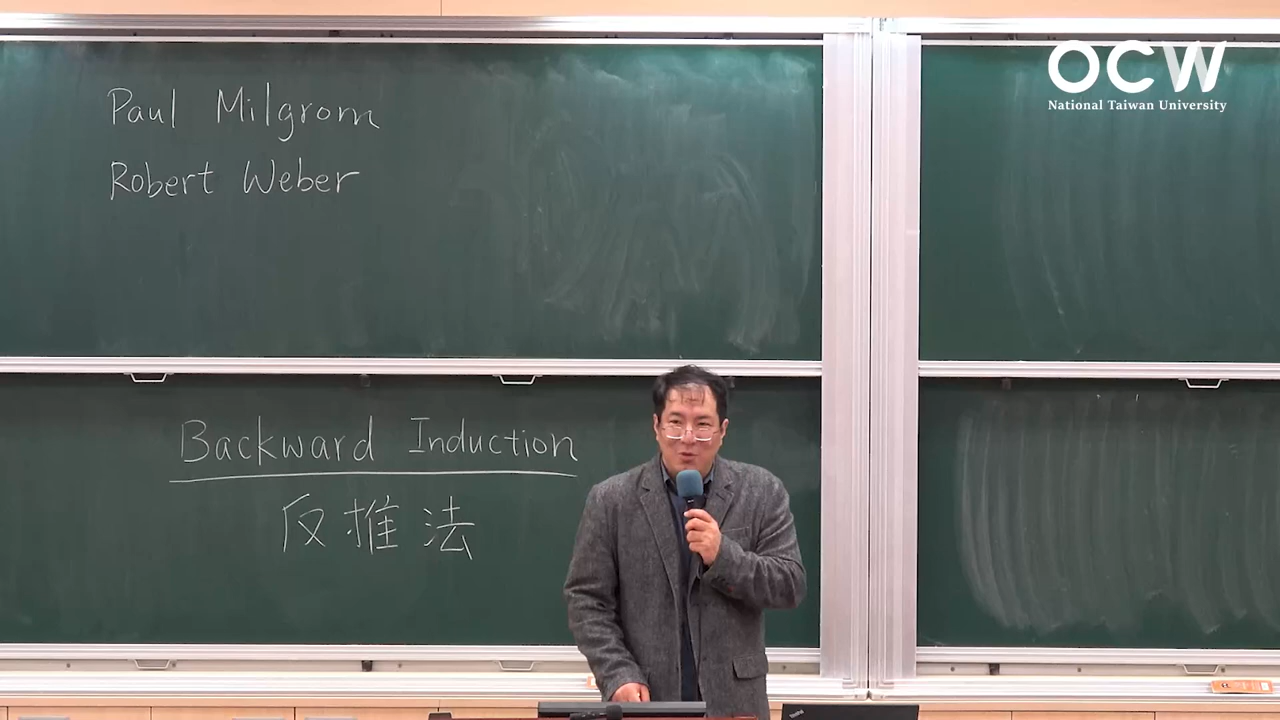 OCW
National Taiwan University
Paul Milgrom
Robert Weber
Backward Induction
反推法